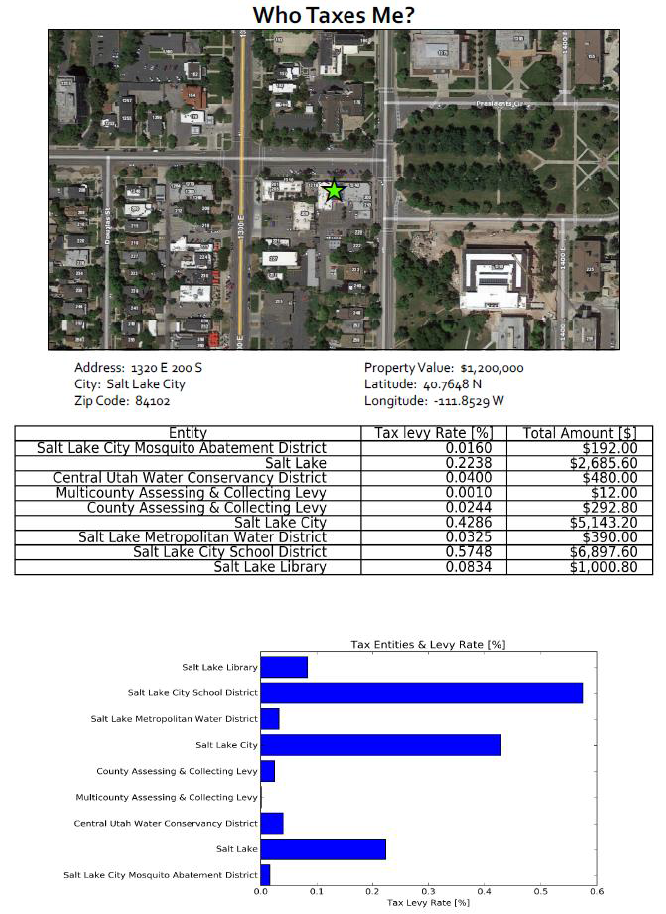 Who Taxes Me?
Presidents Cir
Douglas St
1300 E
1400 E
1400 E
Address: 1320 E 200 S
City: Salt Lake City
Zip Code: 84102
Property Value: $1,200,000
Latitude: 40.7648 N
Longitude: -111.8529 W
Entity Tax levy Rate [%] Total Amount [$]
Salt Lake City Mosquito Abatement District 0.0160 $192.00
Salt Lake 0.2238 $2,685.60
Central Utah Water Conservancy District 0.0400 $480.00
Multicounty Assessing & Collecting Levy 0.0010 $12.00
County Assessing & Collecting Levy 0.0244 $292.80
Salt Lake City 0.4286 $5,143.20
Salt Lake Metropolitan Water District 0.0325 $390.00
Salt Lake City School District 0.5748 $6,897.60
Salt Lake Library 0.0834 $1,000.80
Tax Entities & Levy Rate [%]
Salt Lake Library
Salt Lake City School District
Salt Lake Metropolitan Water District
Salt Lake City
County Assessing & Collecting Levy
Multicounty Assessing & Collecting Levy
Central Utah Water Conservancy District
Salt Lake
Salt Lake City Mosquito Abatement District
0.0 0.1 0.2 0.3 0.4 0.5 0.6
Tax Levy Rate [%]